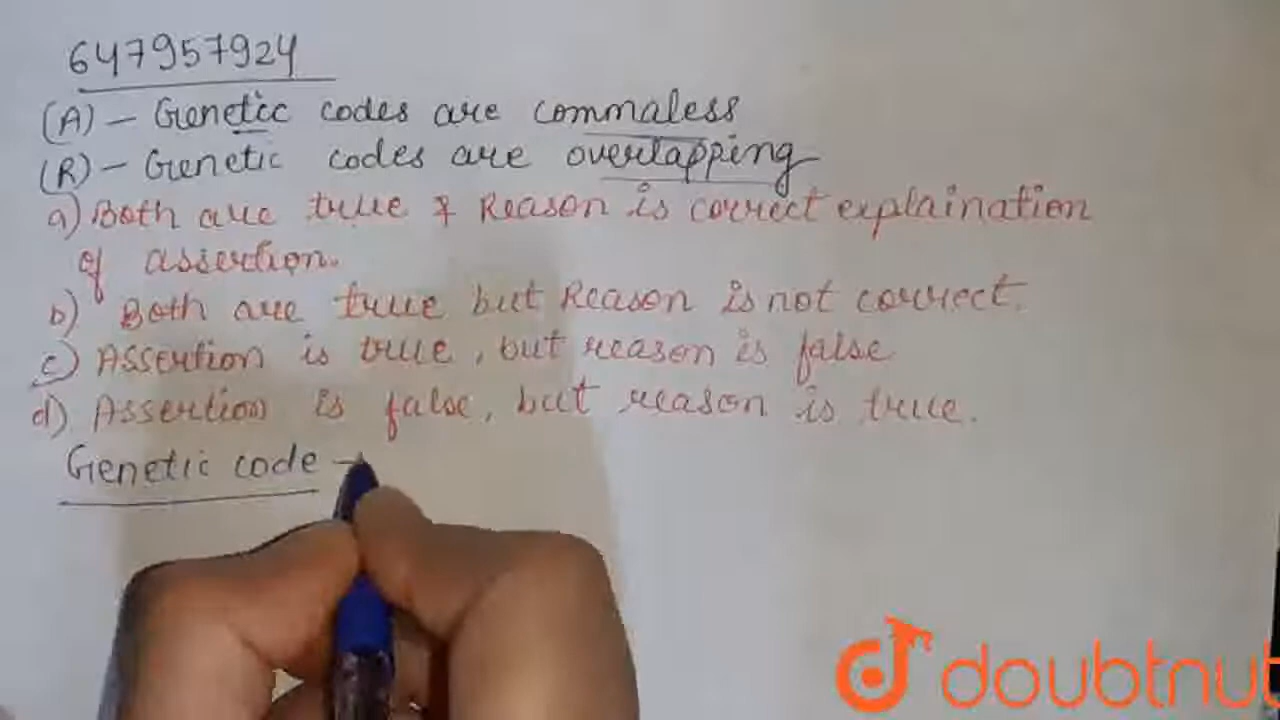 647957924
(A) - Genetic codes are commaless
(R) - Genetic codes are overlapping
a) Both are true & Reason is correct explaination
of assertion.
b) Both are true but Reason is not correct.
c) Assertion is true, but reason is false
d) Assertion is false, but reason is true.
Genetic code -
doubtnut